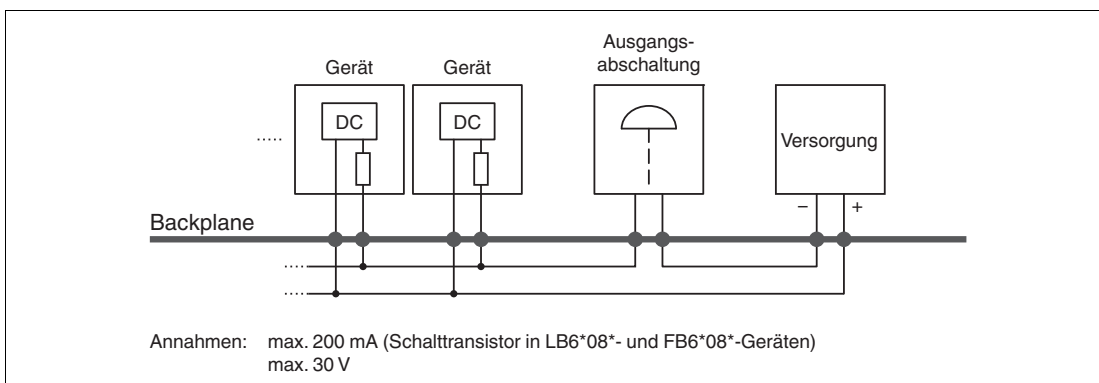 Ausgangs-
abschaltung
Gerät Gerät
DC DC
Versorgung
– +
Backplane
Annahmen: max. 200 mA (Schalttransistor in LB6*08*- und FB6*08*-Geräten)
max. 30 V